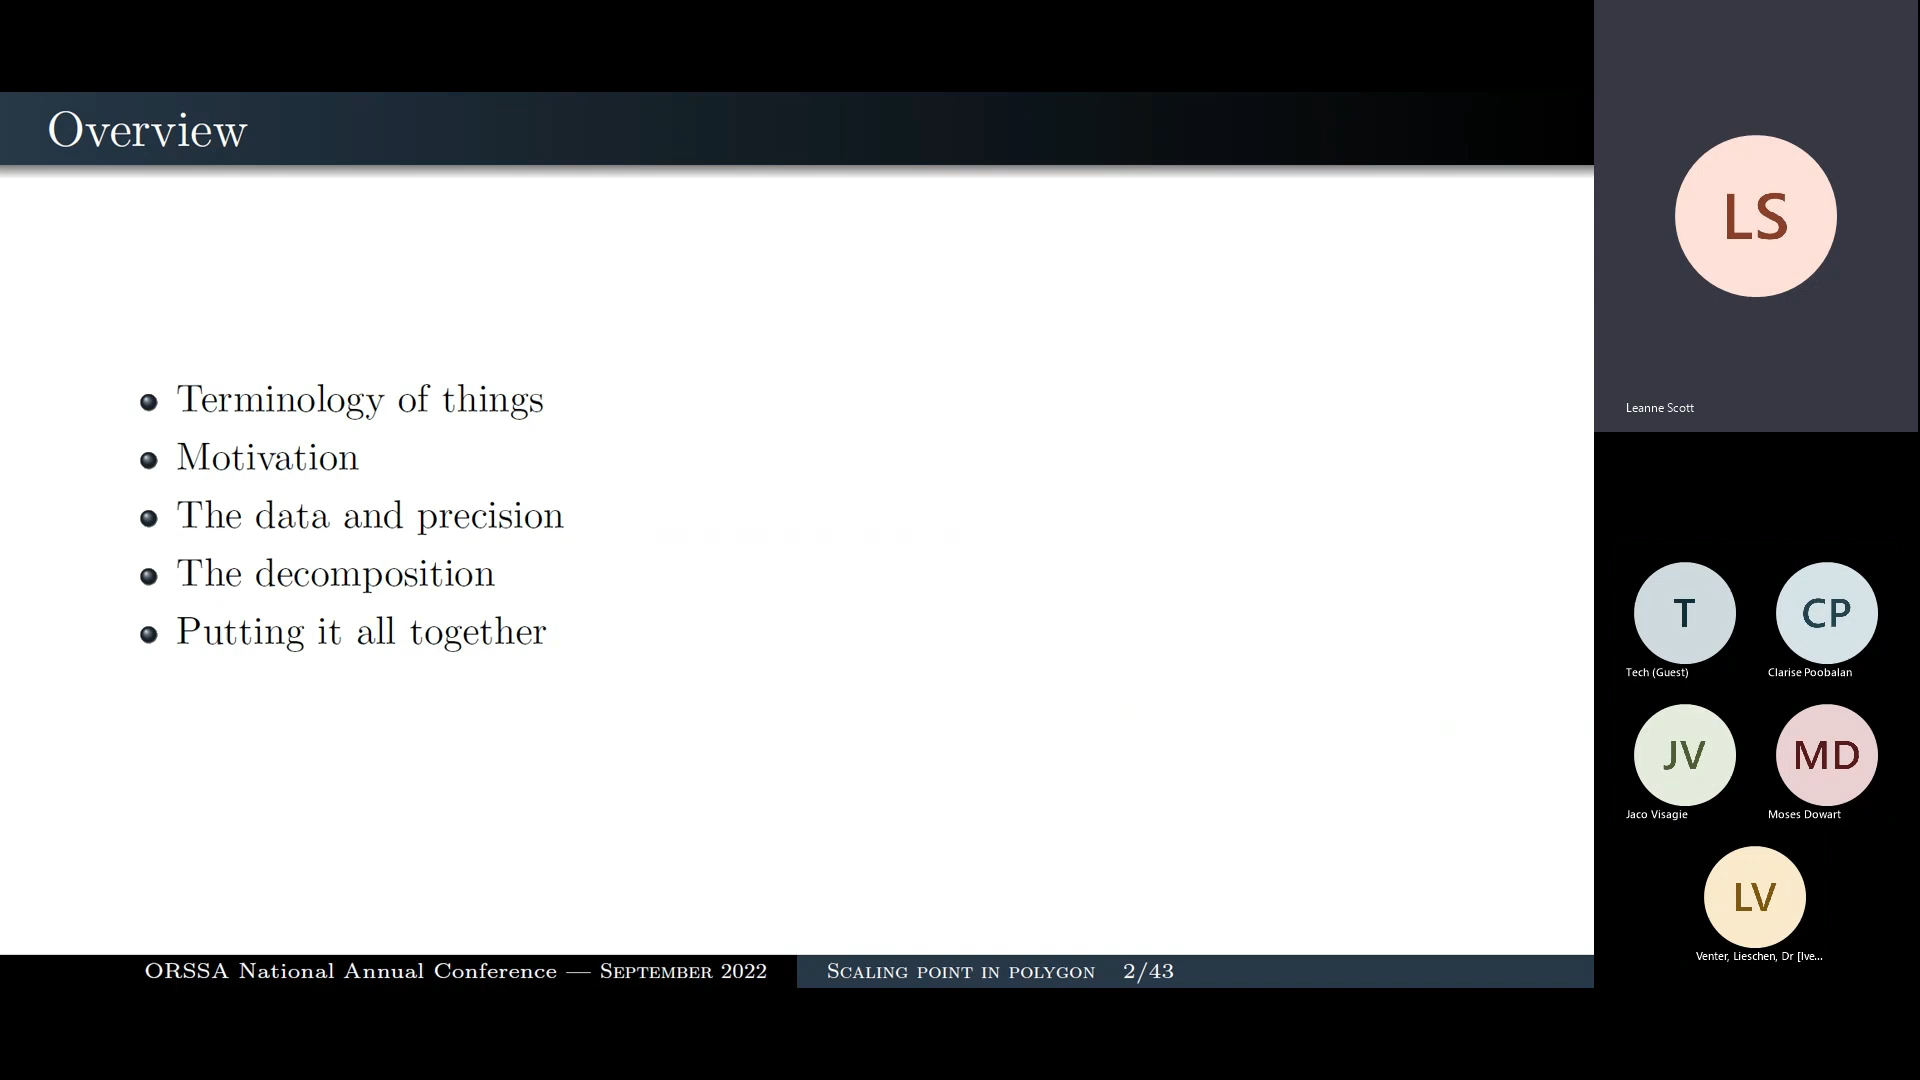 Overview
Terminology of things
Motivation
The data and precision
The decomposition
Putting it all together
ORSSA National Annual Conference — September 2022
Scaling point in polygon 2/43
LS
Leanne Scott
T
CP
Tech (Guest)
Clarise Poobalan
JV
MD
Jaco Visagie
Moses Dowart
LV
Venter, Lieschen, Dr [lve...